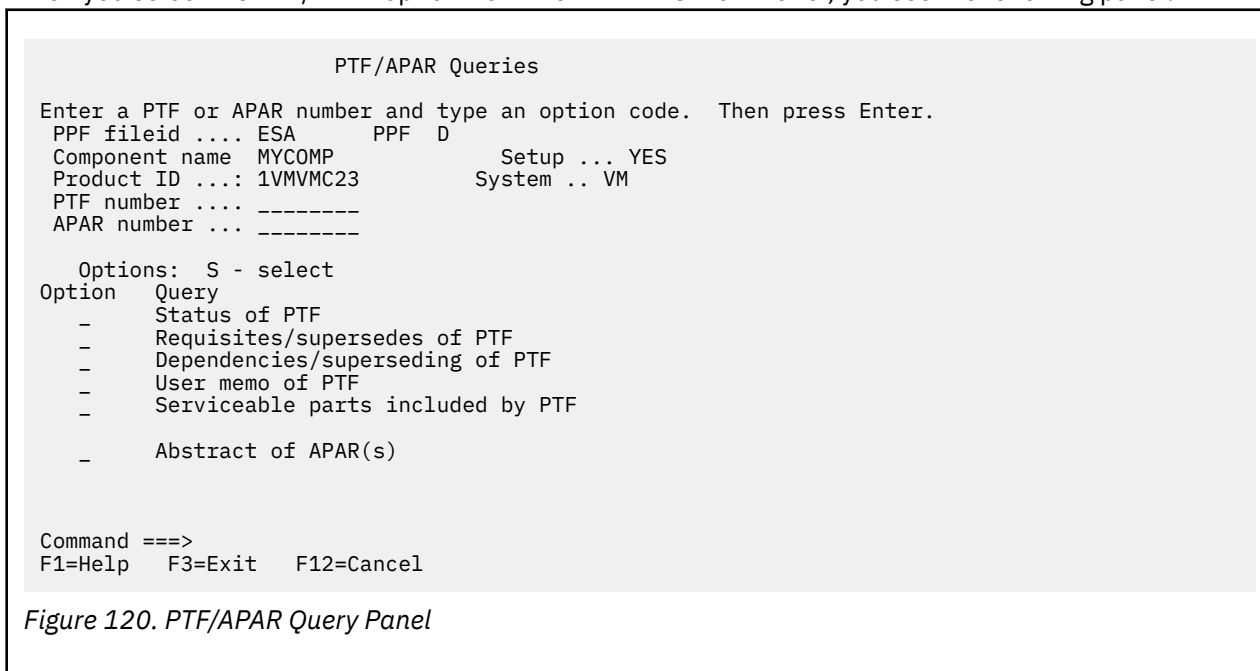 PTF/APAR Queries
Enter a PTF or APAR number and type an option code.  Then press Enter.
PPF fileid .... ESA      PPF  D
Component name  MYCOMP             Setup ... YES
Product ID ...: 1VMVMC23          System .. VM
PTF number .... ________
APAR number ... ________
Options:  S - select
Option   Query
_      Status of PTF
_      Requisites/supersedes of PTF
_      Dependencies/superseding of PTF
_      User memo of PTF
_      Serviceable parts included by PTF
_      Abstract of APAR(s)
Command ===>
F1=Help   F3=Exit   F12=Cancel
Figure 120. PTF/APAR Query Panel